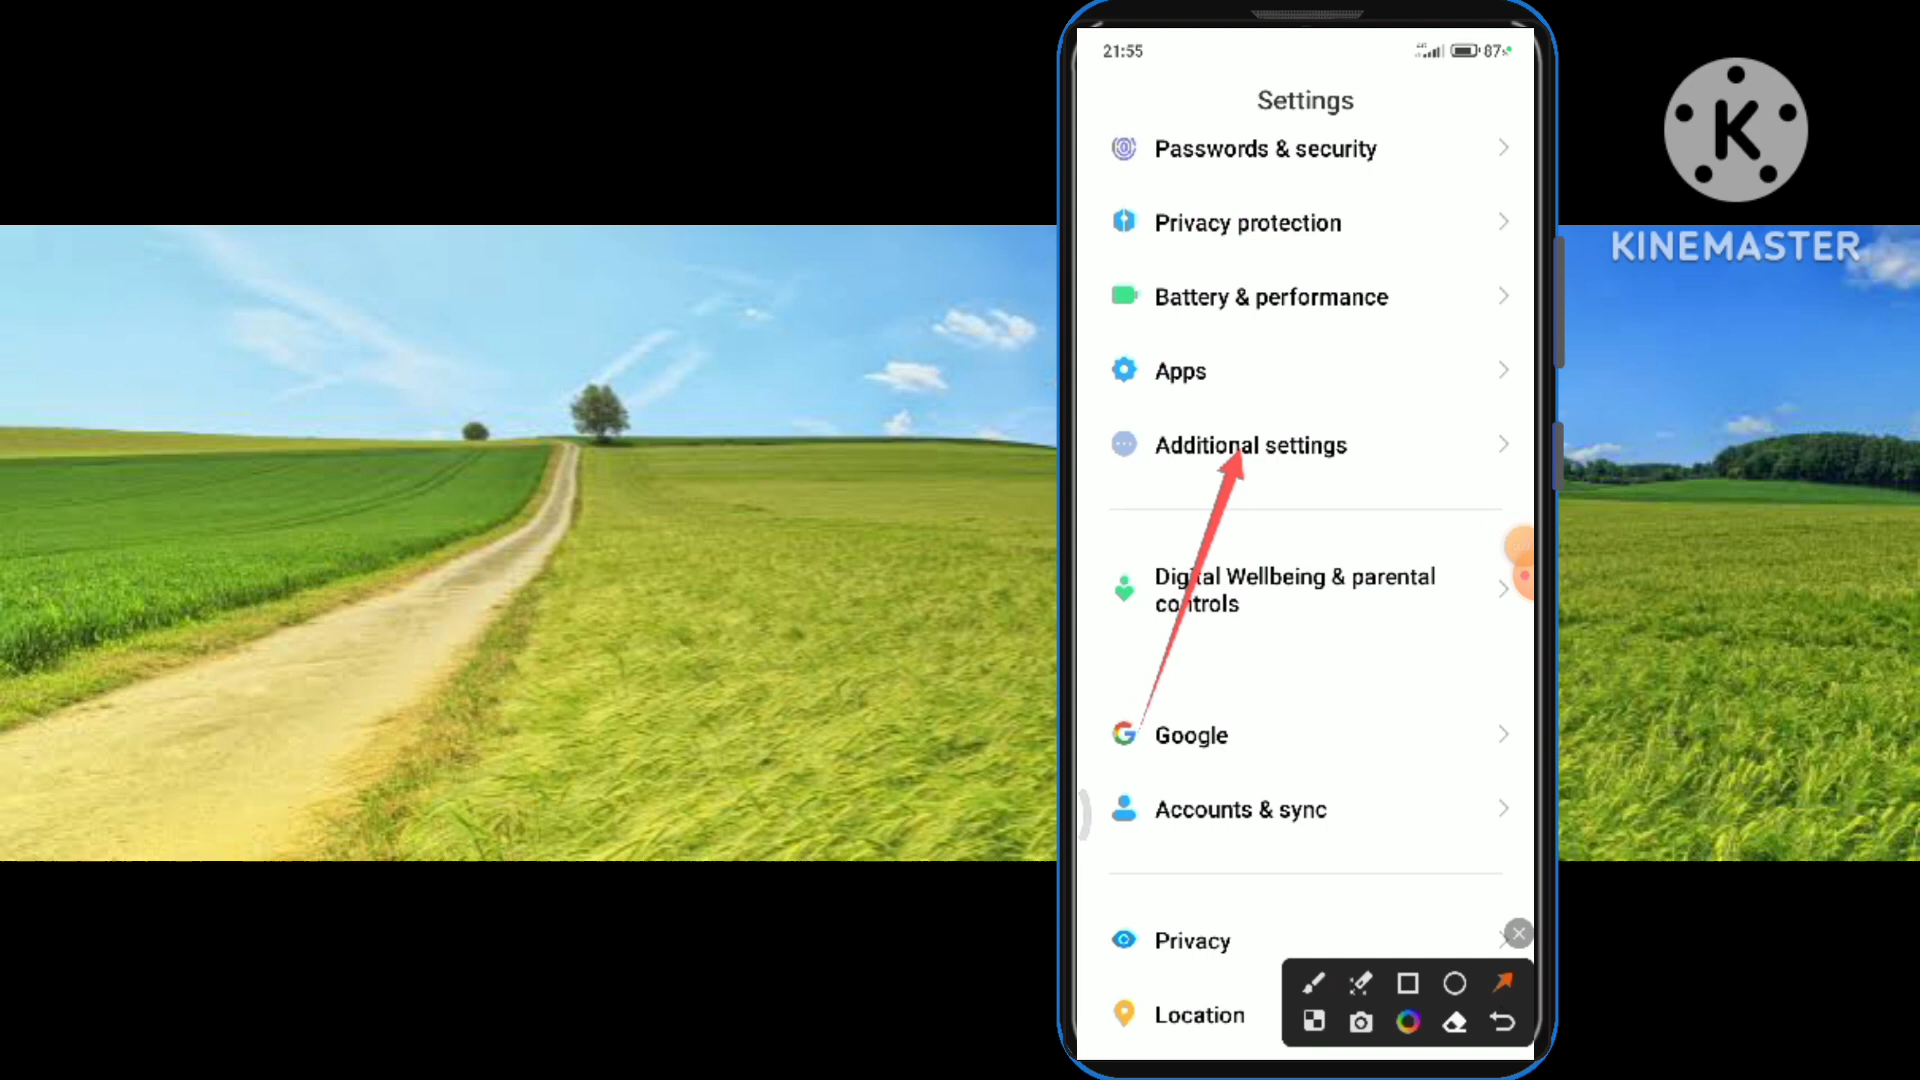 21:55
87
Settings
Passwords & security
Privacy protection
Battery & performance
Apps
Additional settings
Digital Wellbeing & parental
controls
Google
Accounts & sync
Privacy
Location
K
KINEMASTER